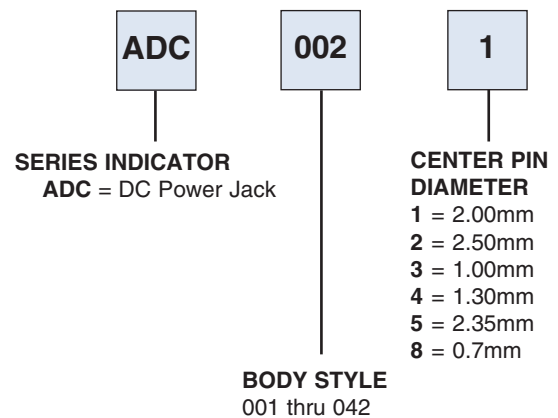 ADC 002 1
SERIES INDICATOR
ADC = DC Power Jack
CENTER PIN
DIAMETER
1 = 2.00mm
2 = 2.50mm
3 = 1.00mm
4 = 1.30mm
5 = 2.35mm
8 = 0.7mm
BODY STYLE
001 thru 042